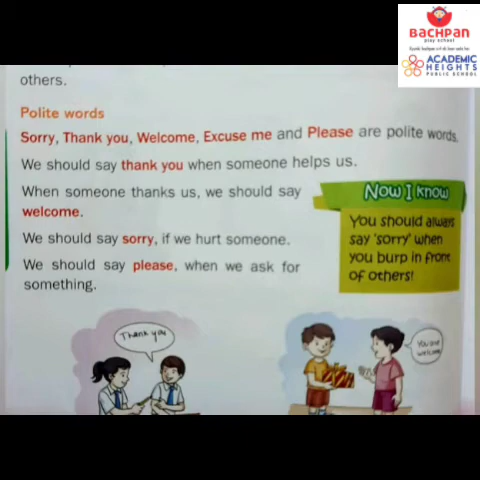 BACHPAN
play school
ACADEMIC
HEIGHTS
PUBLIC SCHOOL
others.
Polite words
Sorry, Thank you, Welcome, Excuse me and Please are polite words.
We should say thank you when someone helps us.
When someone thanks us, we should say
welcome.
We should say sorry, if we hurt someone.
We should say please, when we ask for
something.
Now I know
You should always
say 'sorry' when
you burp in front
of others!
Thank you
You are
welcome